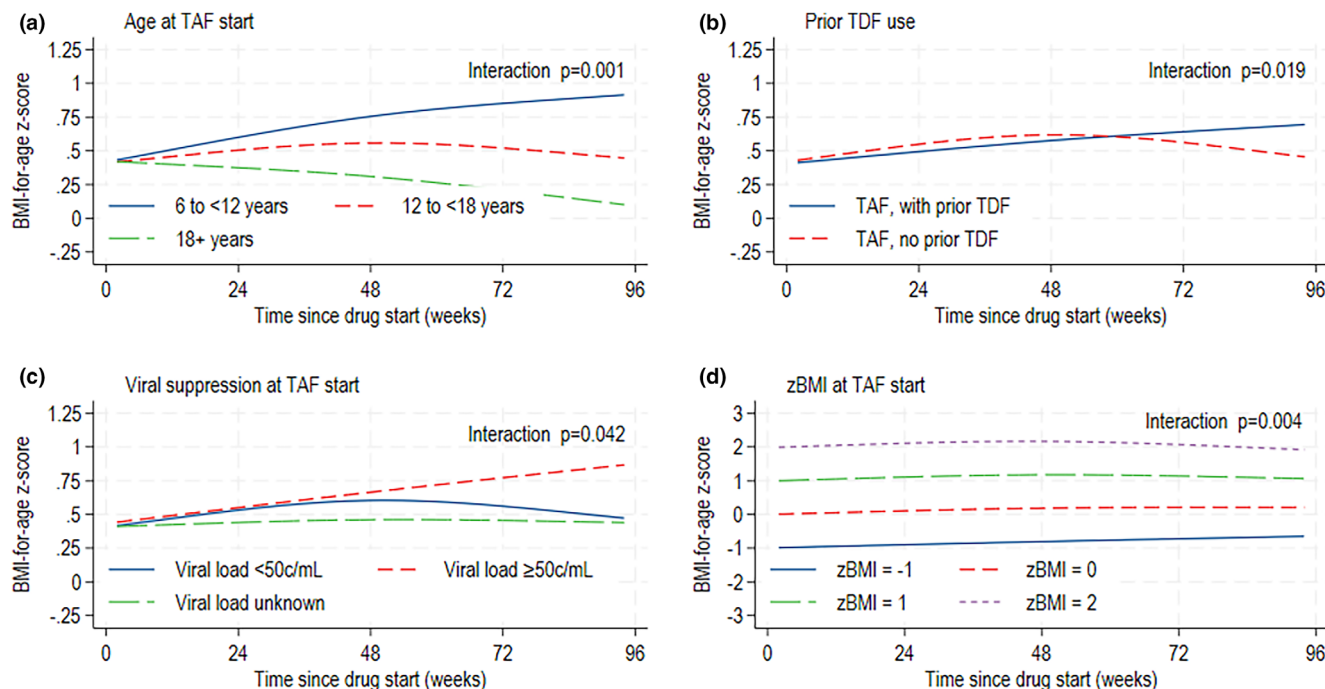 (a) Age at TAF start
BMI-for-age z-score
1.25
1
.75
.5
.25
0
-.25
Interaction p=0.001
6 to <12 years
12 to <18 years
18+ years
0 24 48 72 96
Time since drug start (weeks)
(b) Prior TDF use
BMI-for-age z-score
1.25
1
.75
.5
.25
0
-.25
Interaction p=0.019
TAF, with prior TDF
TAF, no prior TDF
0 24 48 72 96
Time since drug start (weeks)
(c) Viral suppression at TAF start
BMI-for-age z-score
1.25
1
.75
.5
.25
0
-.25
Interaction p=0.042
Viral load <50c/mL
Viral load ≥50c/mL
Viral load unknown
0 24 48 72 96
Time since drug start (weeks)
(d) zBMI at TAF start
BMI-for-age z-score
3
2
1
0
-1
-2
-3
Interaction p=0.004
zBMI = -1
zBMI = 0
zBMI = 1
zBMI = 2
0 24 48 72 96
Time since drug start (weeks)